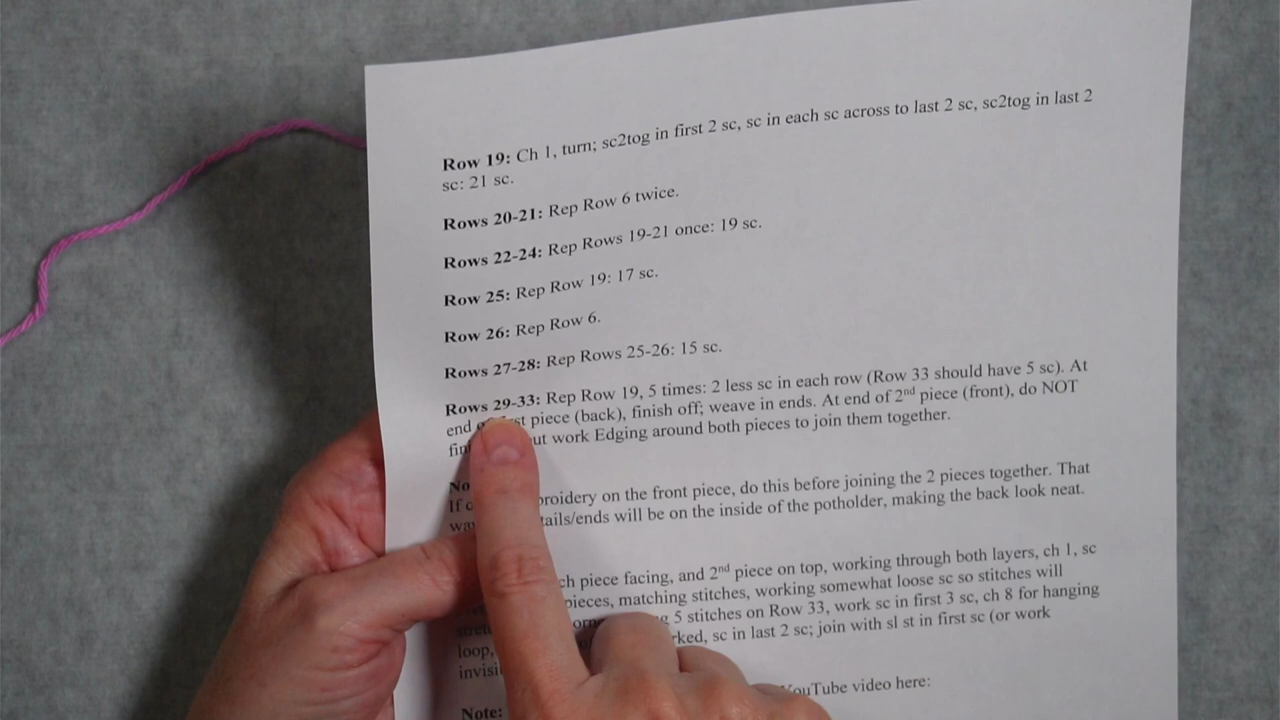 Row 19: Ch 1, turn; sc2tog in first 2 sc, sc in each sc across to last 2 sc, sc2tog in last 2
sc: 21 sc.
Rows 20-21: Rep Row 6 twice.
Rows 22-24: Rep Rows 19-21 once: 19 sc.
Row 25: Rep Row 19: 17 sc.
Row 26: Rep Row 6.
Rows 27-28: Rep Rows 25-26: 15 sc.
Rows 29-33: Rep Row 19, 5 times: 2 less sc in each row (Row 33 should have 5 sc). At
end piece (back), finish off; weave in ends. At end of 2nd piece (front), do NOT
work Edging around both pieces to join them together.
If on the front piece, do this before joining the 2 pieces together. That
will be on the inside of the potholder, making the back look neat.
piece facing, and 2nd piece on top, working through both layers, ch 1, sc
pieces, matching stitches, working somewhat loose sc so stitches will
5 stitches on Row 33, work sc in first 3 sc, ch 8 for hanging
loop, sc in last 2 sc; join with sl st in first sc (or work
YouTube video here:
Note: